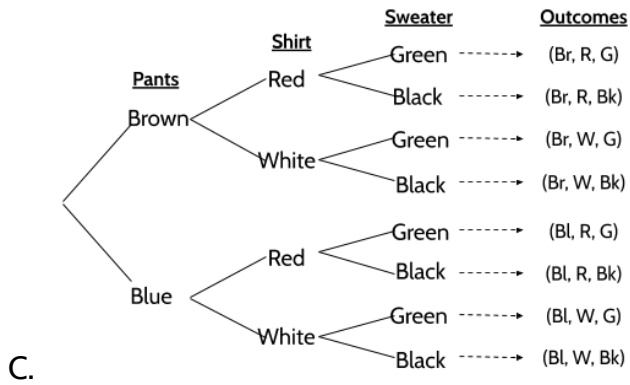 Sweater Outcomes
Shirt
Pants
Green (Br, R, G)
Red
Black (Br, R, Bk)
Brown
Green (Br, W, G)
White
Black (Br, W, Bk)
Green (Bl, R, G)
Red
Black (Bl, R, Bk)
Blue
Green (Bl, W, G)
White
Black (Bl, W, Bk)
C.